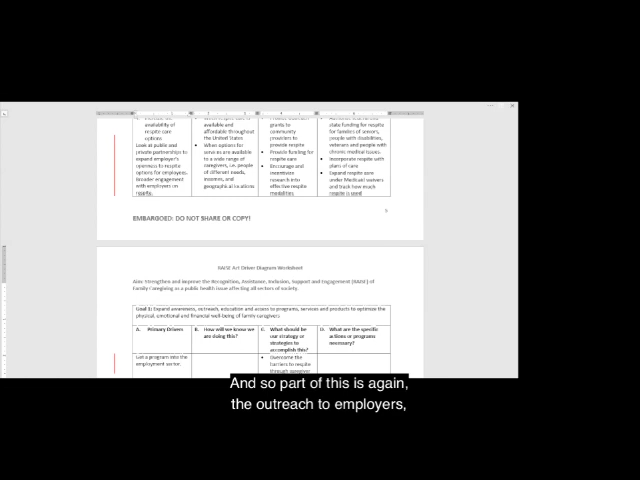 availability of
respite care
options
Look at public and
private partnerships to
expand employer's
openness to respite
options for employees.
Broader engagement
with employers on
respite.
available and
affordable throughout
the United States
When options for
services are available
to a wide range of
caregivers, i.e. people
of different needs,
incomes, and
geographical locations
grants to
community
providers to
provide respite
Provide funding for
respite care
Encourage and
incentivize
research into
effective respite
modalities
state funding for respite
for families of seniors,
people with disabilities,
veterans and people with
chronic medical issues.
Incorporate respite with
plans of care
Expand respite care
under Medicaid waivers
and track how much
respite is used
EMBARGOED: DO NOT SHARE OR COPY!
RAISE Act Driver Diagram Worksheet
Aim: Strengthen and improve the Recognition, Assistance, Inclusion, Support and Engagement (RAISE) of
Family Caregiving as a public health issue affecting all sectors of society.
Goal 1: Expand awareness, outreach, education and access to programs, services and products to optimize the
physical, emotional and financial well-being of family caregivers
A. Primary Drivers
B. How will we know we
are doing this?
C. What should be
our strategy or
strategies to
accomplish this?
D. What are the specific
actions or programs
necessary?
Get a program into the
employment sector.
Overcome the
barriers to respite
through caregiver
And so part of this is again,
the outreach to employers,